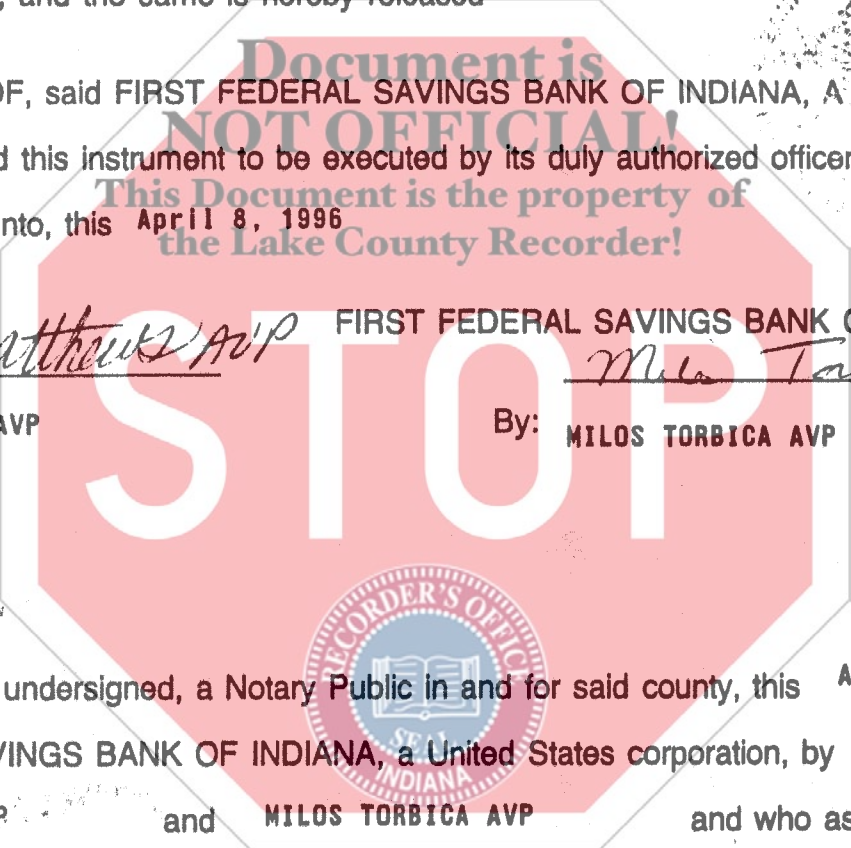 , and the same is hereby released
Document is
OF, said FIRST FEDERAL SAVINGS BANK OF INDIANA, A
NOT OFFICIAL!
d this instrument to be executed by its duly authorized officer
This Document is the property of
nto, this April 8, 1996
the Lake County Recorder!
atthews AVP FIRST FEDERAL SAVINGS BANK O
STOP
AVP By: MILOS TORBICA AVP
RECORDER'S OFFICE
undersigned, a Notary Public in and for said county, this A
SEAL
VINGS BANK OF INDIANA, a United States corporation, by
INDIANA
and MILOS TORBICA AVP and who as